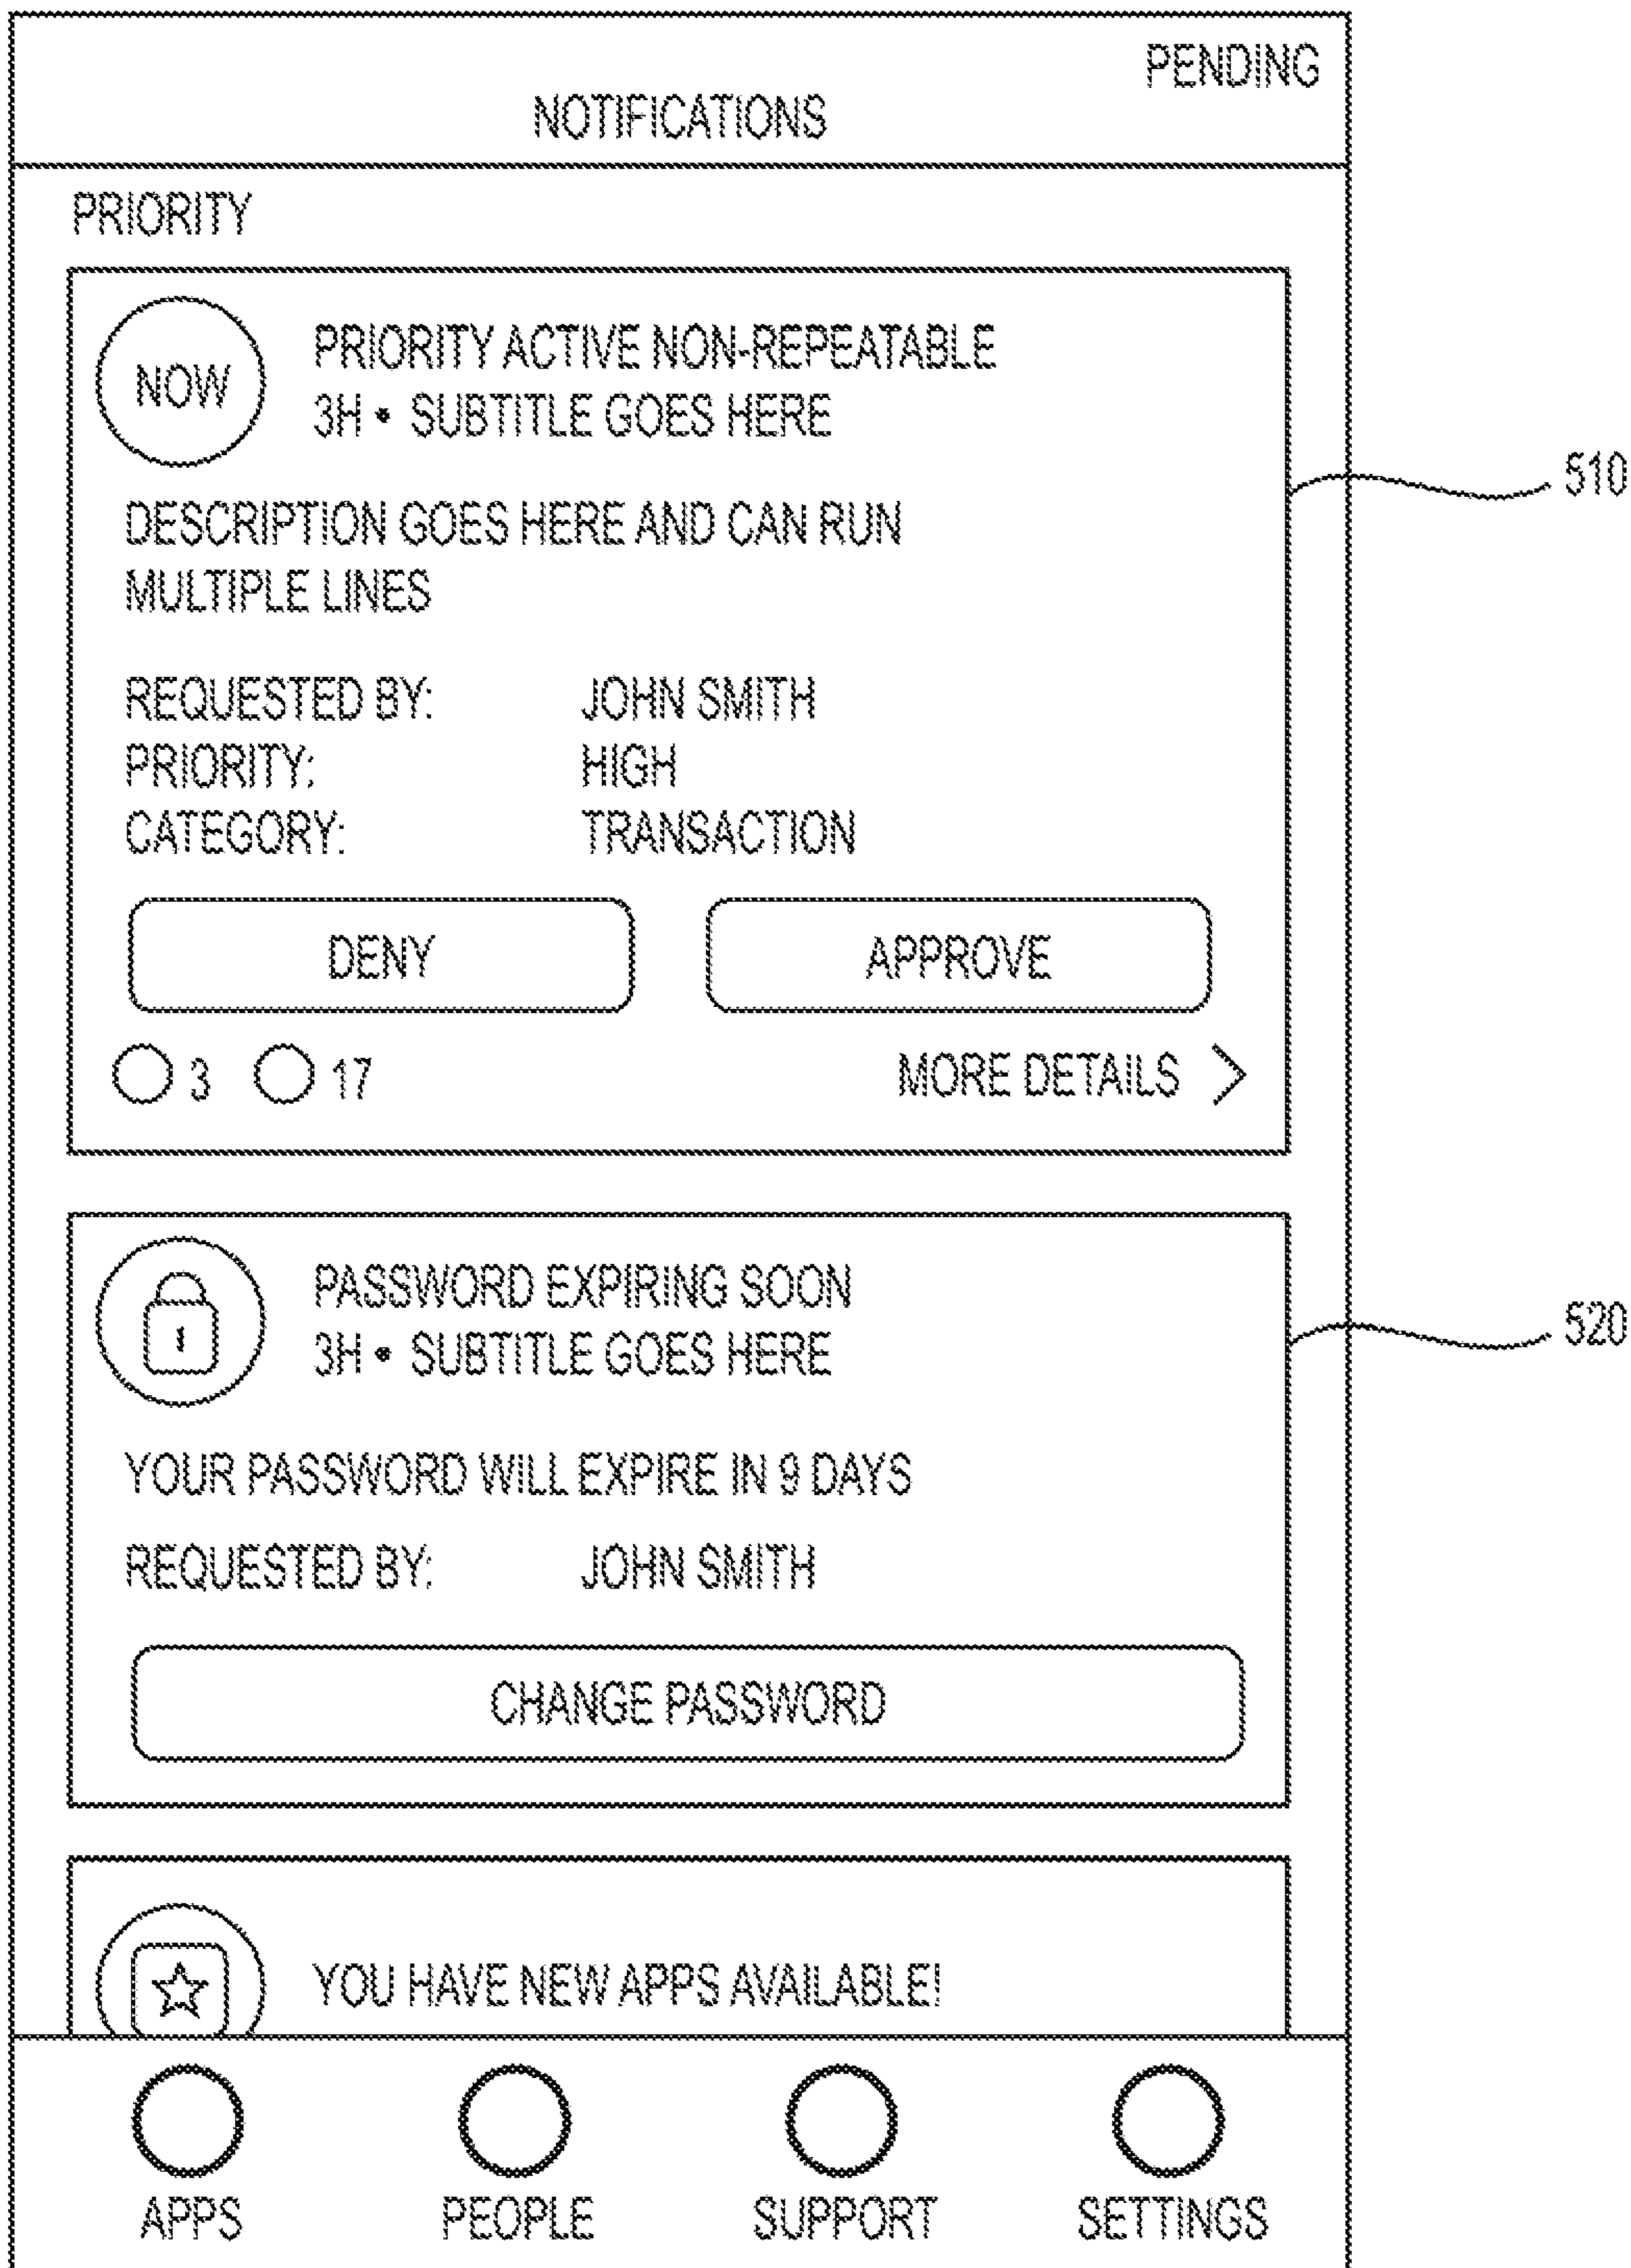 PENDING
NOTIFICATIONS
PRIORITY
NOW
PRIORITY ACTIVE NON-REPEATABLE
3H • SUBTITLE GOES HERE
510
DESCRIPTION GOES HERE AND CAN RUN
MULTIPLE LINES
REQUESTED BY: JOHN SMITH
PRIORITY: HIGH
CATEGORY: TRANSACTION
DENY APPROVE
3 17 MORE DETAILS >
PASSWORD EXPIRING SOON
3H • SUBTITLE GOES HERE
520
YOUR PASSWORD WILL EXPIRE IN 9 DAYS
REQUESTED BY: JOHN SMITH
CHANGE PASSWORD
YOU HAVE NEW APPS AVAILABLE!
APPS PEOPLE SUPPORT SETTINGS